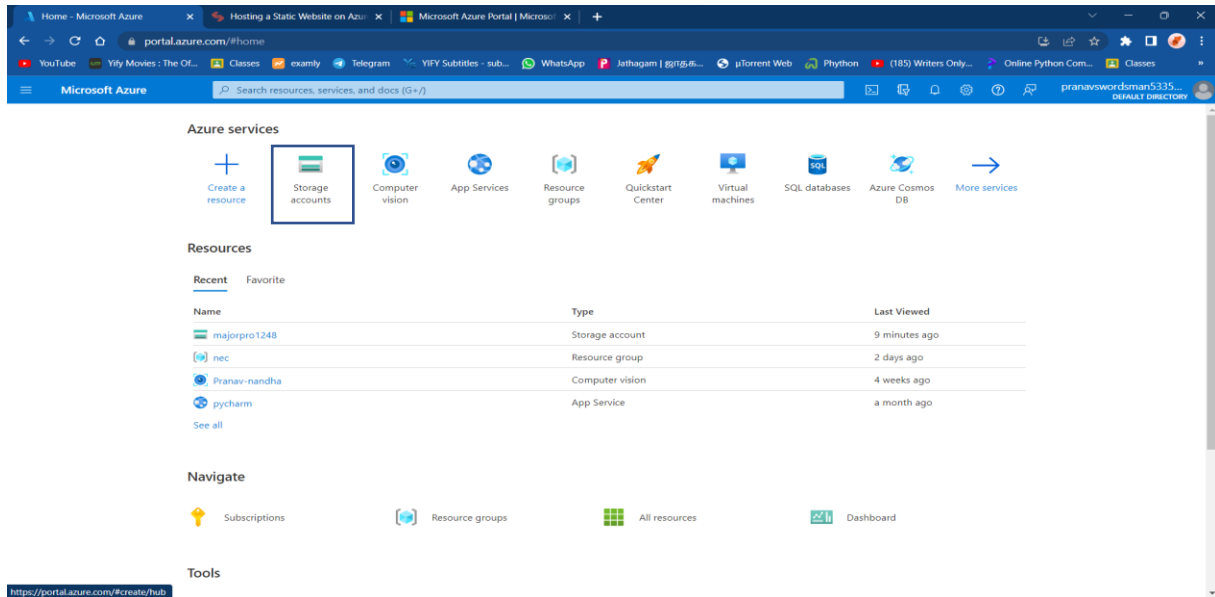 Home - Microsoft Azure
Hosting a Static Website on Azur
Microsoft Azure Portal | Microsof
portal.azure.com/#home
YouTube
Yify Movies : The Of...
Classes
examly
Telegram
YIFY Subtitles - sub...
WhatsApp
Jathagam | ஜாதக...
µTorrent Web
Phython
(185) Writers Only...
Online Python Com...
Classes
»
Microsoft Azure
Search resources, services, and docs (G+/)
pranavswordsman5335...
DEFAULT DIRECTORY
Azure services
Create a resource
Storage accounts
Computer vision
App Services
Resource groups
Quickstart Center
Virtual machines
SQL
SQL databases
Azure Cosmos DB
More services
Resources
Recent Favorite
Name Type Last Viewed
majorpro1248 Storage account 9 minutes ago
nec Resource group 2 days ago
Pranav-nandha Computer vision 4 weeks ago
pycharm App Service a month ago
See all
Navigate
Subscriptions Resource groups All resources Dashboard
Tools
https://portal.azure.com/#create/hub